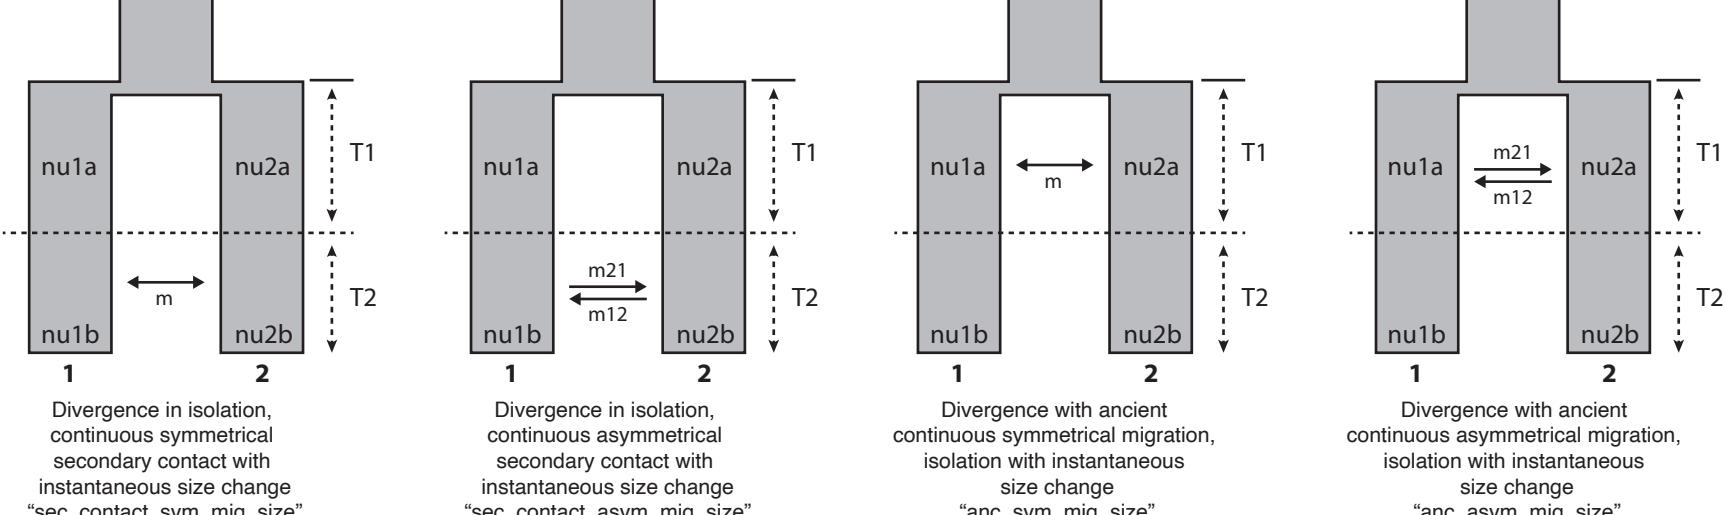 nu1a
nu2a
T1
m
nu1b
nu2b
T2
1
2
Divergence in isolation,
continuous symmetrical
secondary contact with
instantaneous size change
“sec_contact_sym_mig_size”
nu1a
nu2a
T1
m21
m12
nu1b
nu2b
T2
1
2
Divergence in isolation,
continuous asymmetrical
secondary contact with
instantaneous size change
“sec_contact_asym_mig_size”
nu1a
nu2a
T1
m
nu1b
nu2b
T2
1
2
Divergence with ancient
continuous symmetrical migration,
isolation with instantaneous
size change
“anc_sym_mig_size”
nu1a
nu2a
T1
m21
m12
nu1b
nu2b
T2
1
2
Divergence with ancient
continuous asymmetrical migration,
isolation with instantaneous
size change
“anc_asym_mig_size”